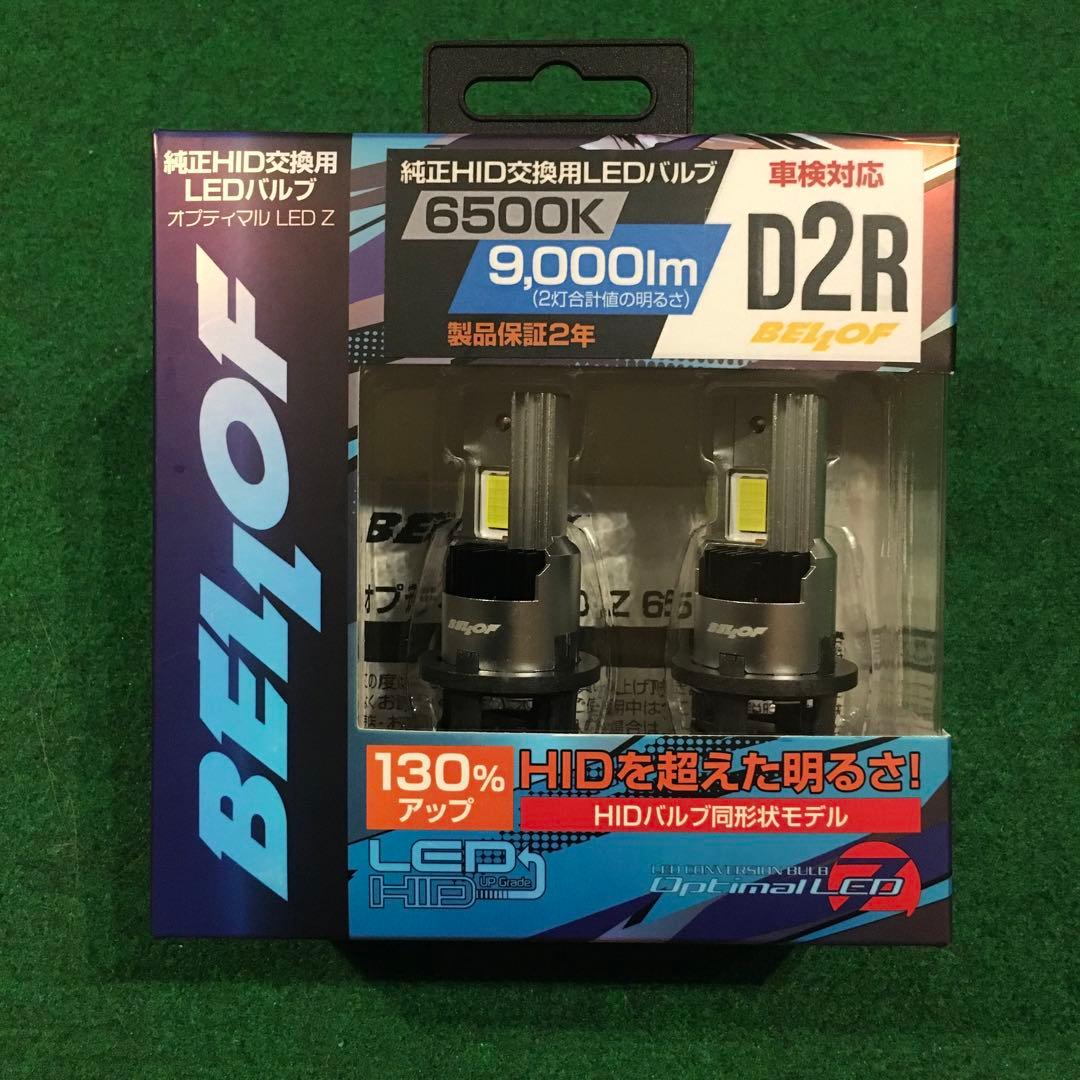 純正HID交換用
LEDバルブ
オプティマル LED Z
BELLOF
純正HID交換用LEDバルブ
6500K
9,000lm
(2灯合計値の明るさ)
製品保証2年
車検対応
D2R
BELLOF
BELLOF
BELLOF
130%
アップ
HIDを超えた明るさ!
HIDバルブ同形状モデル
LED
HID UP Grade
LED CONVERSION BULB
Optimal LED Z